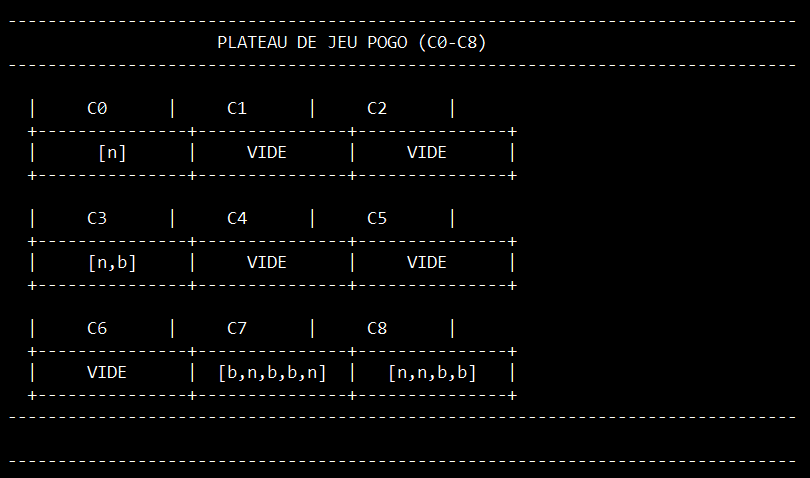 --------------------------------------------------------------------------------
PLATEAU DE JEU POGO (C0-C8)
--------------------------------------------------------------------------------
|     C0      |     C1      |     C2      |
+---------------+---------------+---------------+
|      [n]      |     VIDE      |     VIDE      |
+---------------+---------------+---------------+
|     C3      |     C4      |     C5      |
+---------------+---------------+---------------+
|     [n,b]     |     VIDE      |     VIDE      |
+---------------+---------------+---------------+
|     C6      |     C7      |     C8      |
+---------------+---------------+---------------+
|     VIDE      |  [b,n,b,b,n]  |   [n,n,b,b]   |
+---------------+---------------+---------------+
--------------------------------------------------------------------------------
--------------------------------------------------------------------------------